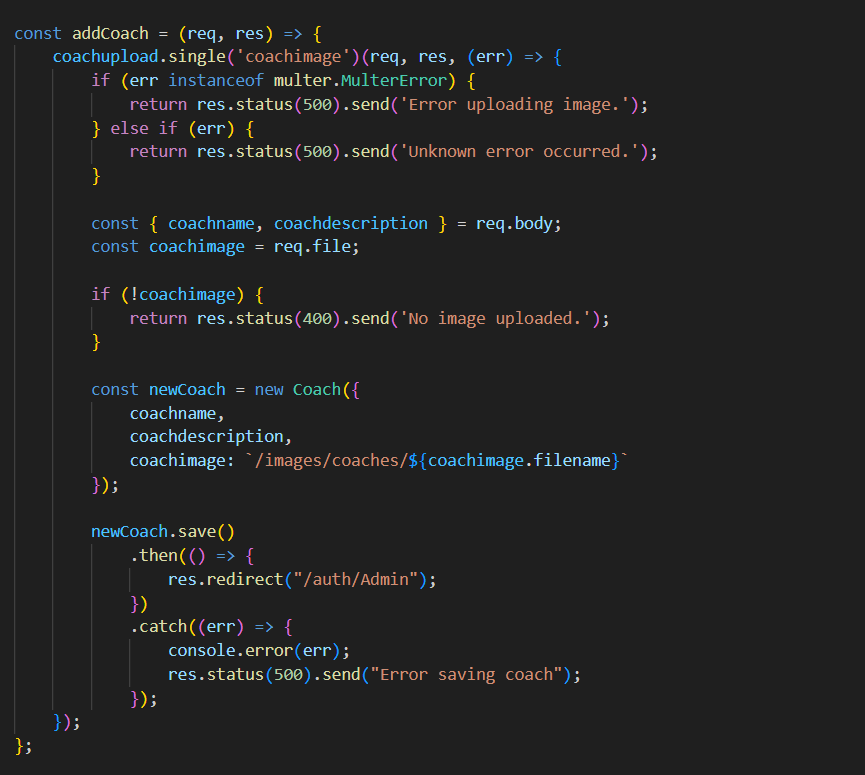 const addCoach = (req, res) => {
    coachupload.single('coachimage')(req, res, (err) => {
        if (err instanceof multer.MulterError) {
            return res.status(500).send('Error uploading image.');
        } else if (err) {
            return res.status(500).send('Unknown error occurred.');
        }

        const { coachname, coachdescription } = req.body;
        const coachimage = req.file;

        if (!coachimage) {
            return res.status(400).send('No image uploaded.');
        }

        const newCoach = new Coach({
            coachname,
            coachdescription,
            coachimage: `/images/coaches/${coachimage.filename}`
        });

        newCoach.save()
            .then(() => {
                res.redirect("/auth/Admin");
            })
            .catch((err) => {
                console.error(err);
                res.status(500).send("Error saving coach");
            });
    });
};